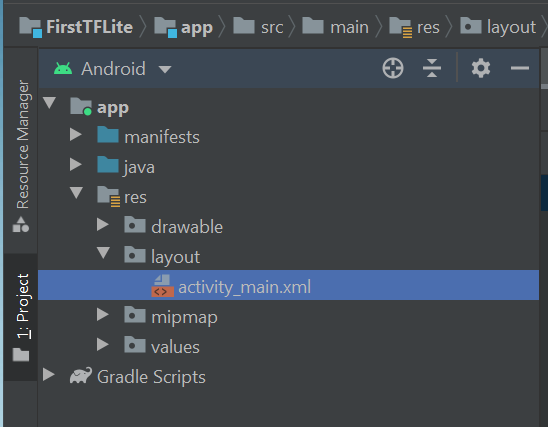 FirstTFLite app src main res layout
Android
app
manifests
java
res
drawable
layout
activity_main.xml
mipmap
values
Gradle Scripts
Resource Manager
1: Project